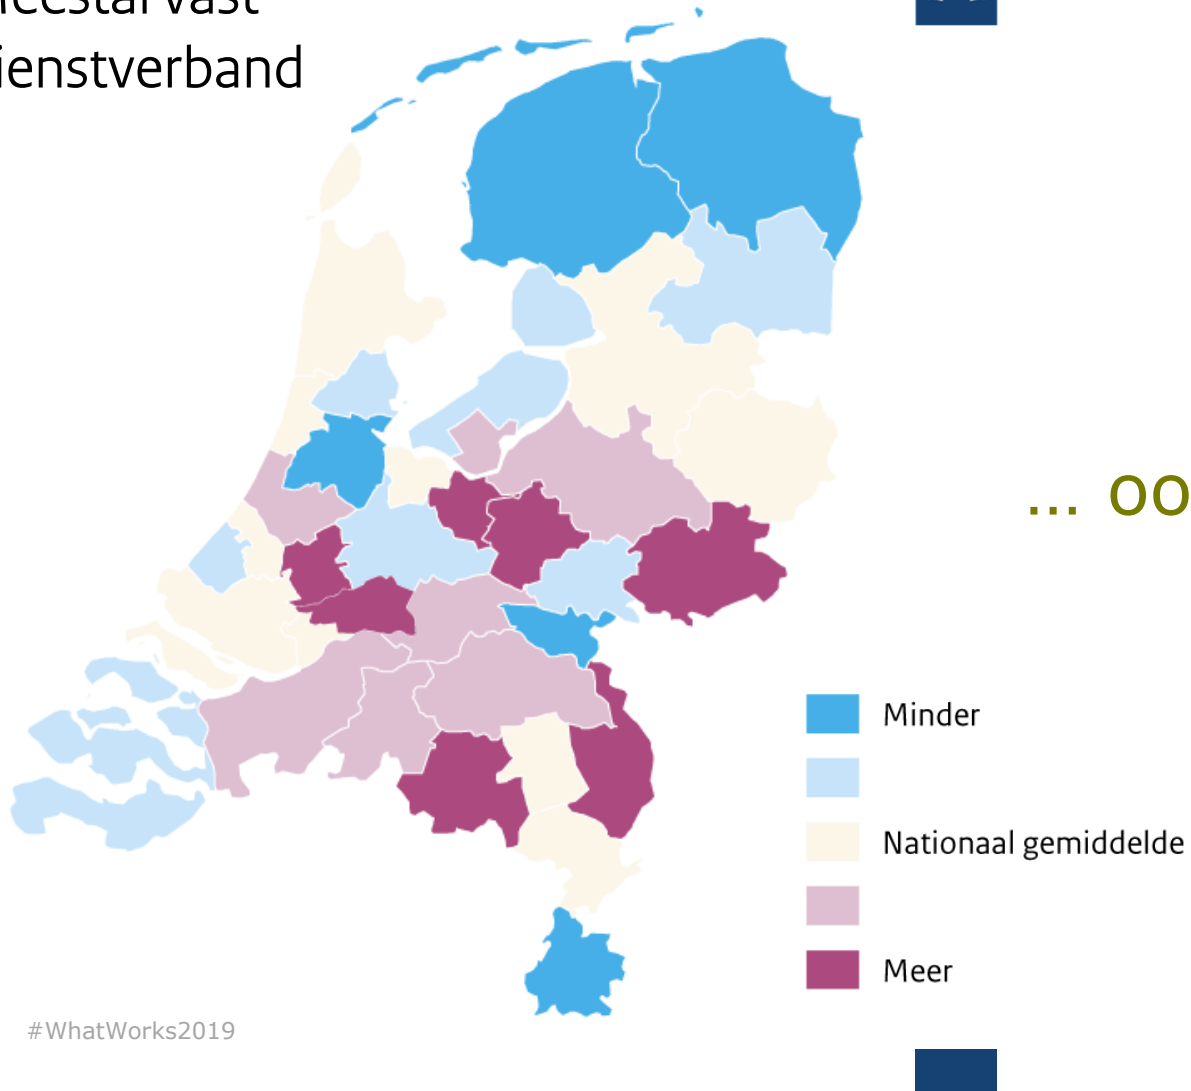 ienstverband
... oo
Minder
Nationaal gemiddelde
Meer
#WhatWorks2019